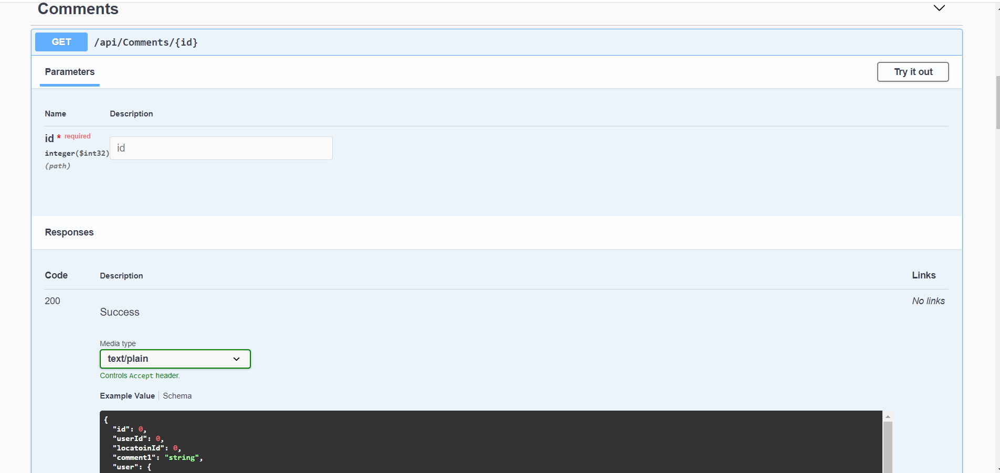 Comments
GET /api/Comments/{id}
Parameters
Try it out
Name Description
id * required
integer($int32)
(path)
id
Responses
Code Description Links
200
Success
No links
Media type
text/plain
Controls Accept header.
Example Value Schema
{
"id": 0,
"userId": 0,
"locatoinId": 0,
"comment1": "string",
"user": {